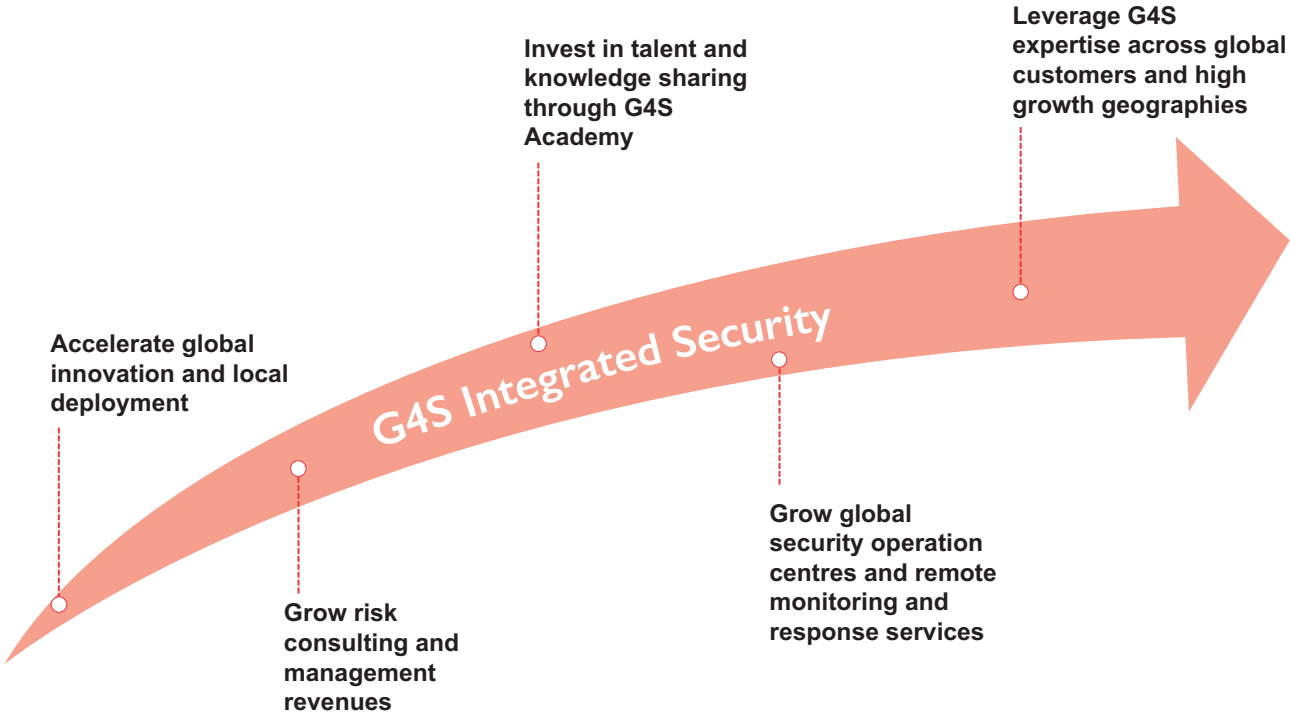 Accelerate global
innovation and local
deployment
Grow risk
consulting and
management
revenues
Invest in talent and
knowledge sharing
through G4S
Academy
Grow global
security operation
centres and remote
monitoring and
response services
Leverage G4S
expertise across global
customers and high
growth geographies
G4S Integrated Security